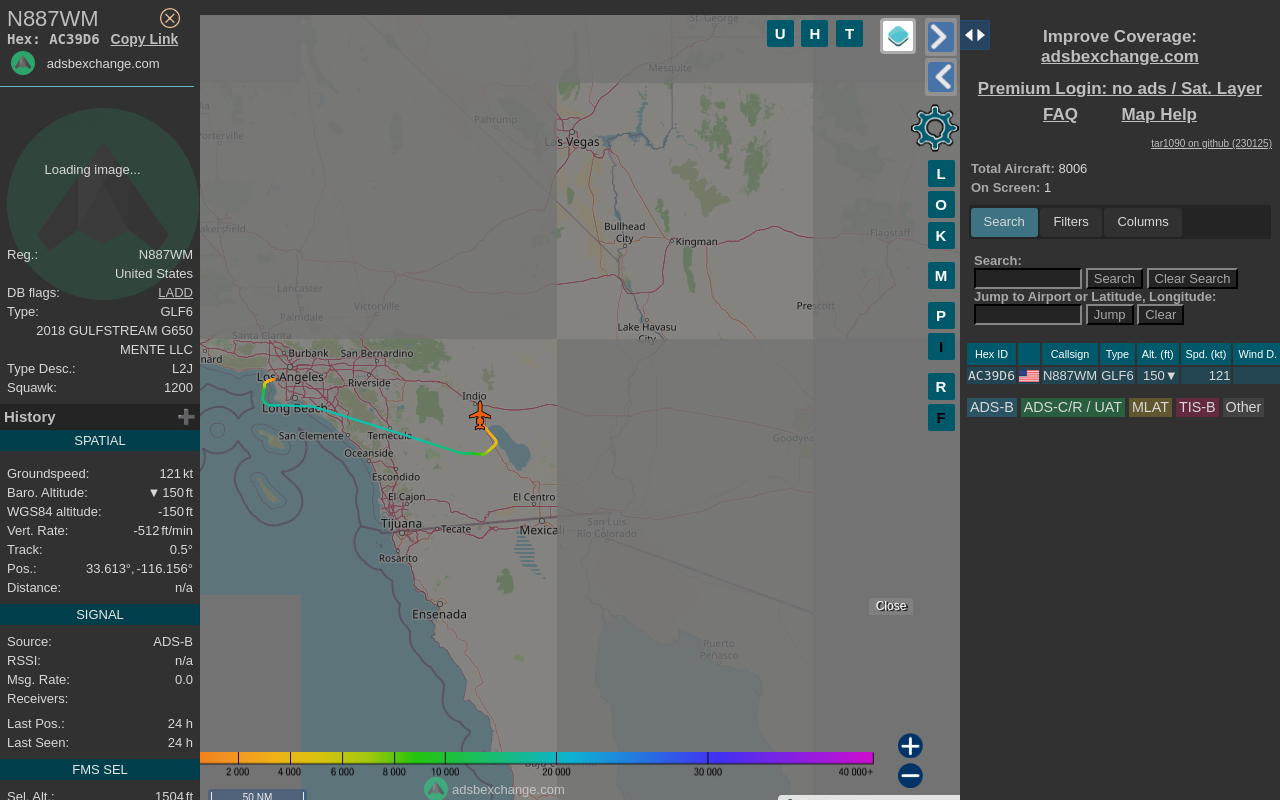 N887WM
Hex: AC39D6 Copy Link
adsbexchange.com
Loading image...
Reg.: N887WM
United States
DB flags: LADD
Type: GLF6
2018 GULFSTREAM G650
MENTE LLC
Type Desc.: L2J
Squawk: 1200
History
SPATIAL
Groundspeed: 121 kt
Baro. Altitude: ▼ 150 ft
WGS84 altitude: -150 ft
Vert. Rate: -512 ft/min
Track: 0.5°
Pos.: 33.613°, -116.156°
Distance: n/a
SIGNAL
Source: ADS-B
RSSI: n/a
Msg. Rate: 0.0
Receivers:
Last Pos.: 24 h
Last Seen: 24 h
FMS SEL
Sel. Alt.: 1504 ft
St. George
Mesquite
Pahrump
Las Vegas
Porterville
Bullhead
City
Kingman
Flagstaff
akersfield
Lancaster
Palmdale
Victorville
Prescott
Lake Havasu
City
Santa Clarita
nard
Burbank
San Bernardino
Los Angeles
Riverside
Long Beach
Indio
San Clemente
Temecula
Oceanside
Goodyear
Escondido
El Cajon
El Centro
Tijuana
Tecate
Mexicali
San Luis
Río Colorado
Rosarito
Ensenada
Puerto
Peñasco
U H T
L
O
K
M
P
I
R
F
Close
2 000 4 000 6 000 8 000 10 000 20 000 30 000 40 000+
adsbexchange.com
50 NM
Improve Coverage:
adsbexchange.com
Premium Login: no ads / Sat. Layer
FAQ Map Help
tar1090 on github (230125)
Total Aircraft: 8006
On Screen: 1
Search Filters Columns
Search:
Search Clear Search
Jump to Airport or Latitude, Longitude:
Jump Clear
Hex ID Callsign Type Alt. (ft) Spd. (kt) Wind D.
AC39D6 N887WM GLF6 150▼ 121
ADS-B ADS-C/R / UAT MLAT TIS-B Other